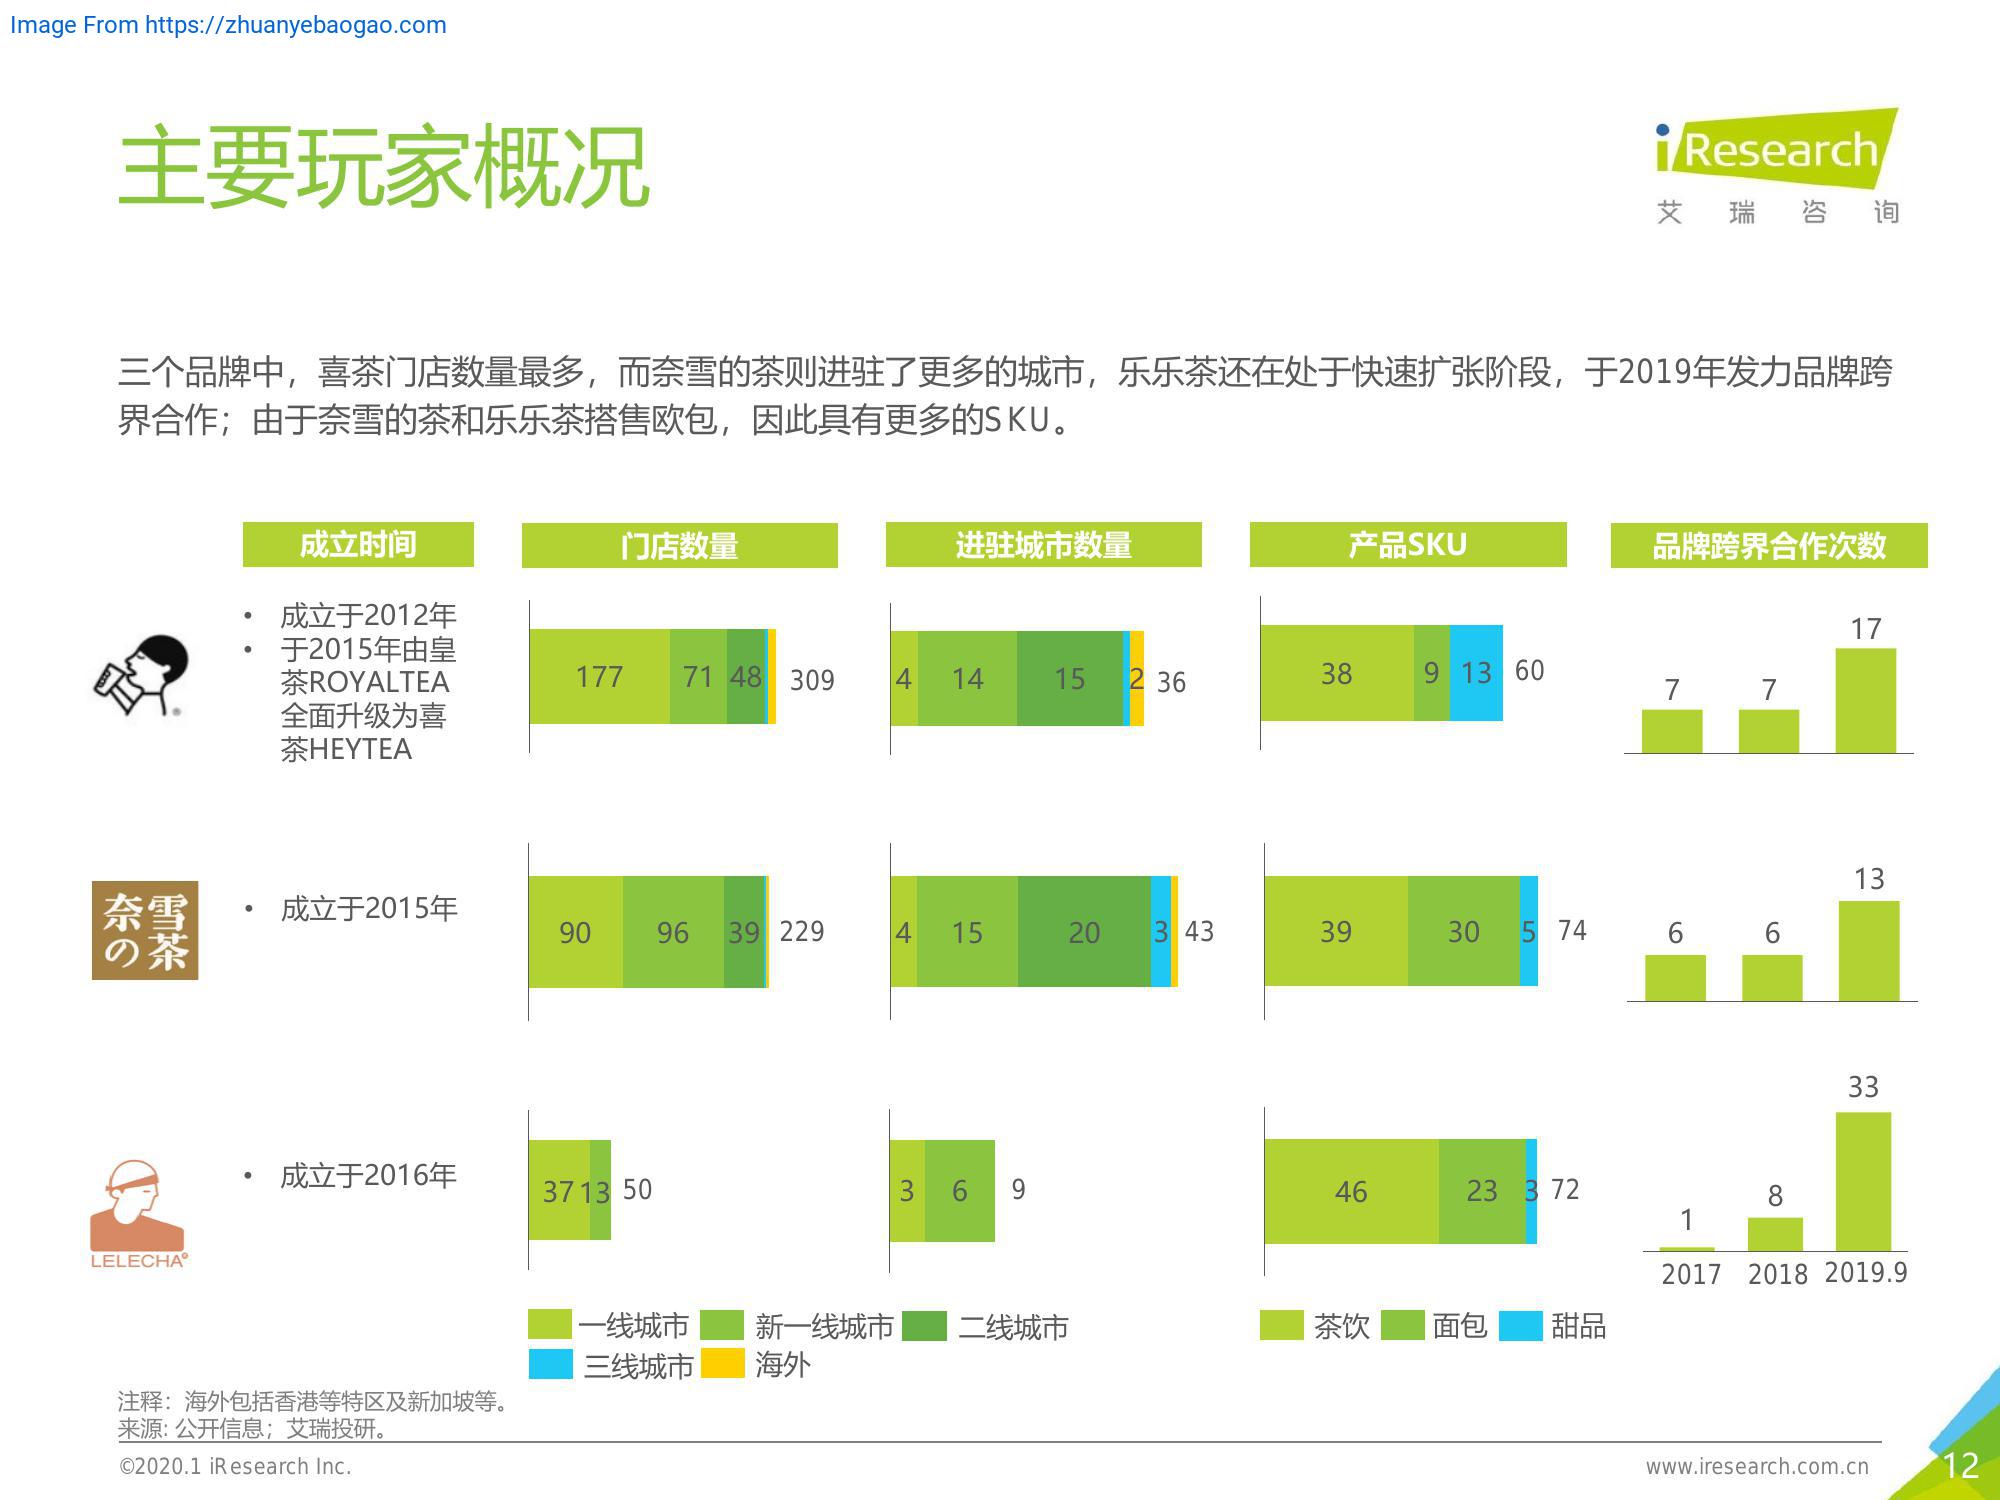 Image From https://zhuanyebaogao.com
主要玩家概况
iResearch
艾瑞咨询
三个品牌中，喜茶门店数量最多，而奈雪的茶则进驻了更多的城市，乐乐茶还在处于快速扩张阶段，于2019年发力品牌跨
界合作；由于奈雪的茶和乐乐茶搭售欧包，因此具有更多的SKU。
成立时间 门店数量 进驻城市数量 产品SKU 品牌跨界合作次数
• 成立于2012年
• 于2015年由皇
茶ROYALTEA
全面升级为喜
茶HEYTEA
®
177 71 48 309
4 14 15 2 36
38 9 13 60
7 7 17
奈雪
の茶
• 成立于2015年
90 96 39 229
4 15 20 3 43
39 30 5 74
6 6 13
LELECHA®
• 成立于2016年
37 13 50
3 6 9
46 23 3 72
1 8 33
2017 2018 2019.9
一线城市 新一线城市 二线城市
三线城市 海外
茶饮 面包 甜品
注释：海外包括香港等特区及新加坡等。
来源: 公开信息；艾瑞投研。
©2020.1 iResearch Inc.
www.iresearch.com.cn
12